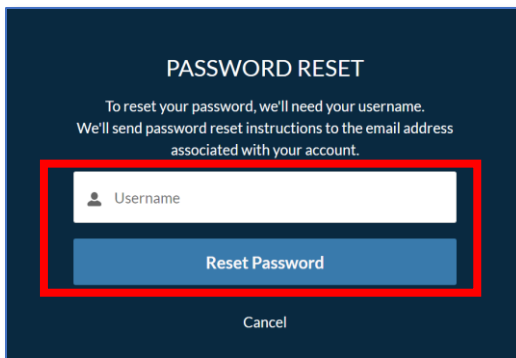 PASSWORD RESET
To reset your password, we'll need your username.
We'll send password reset instructions to the email address
associated with your account.
Username
Reset Password
Cancel